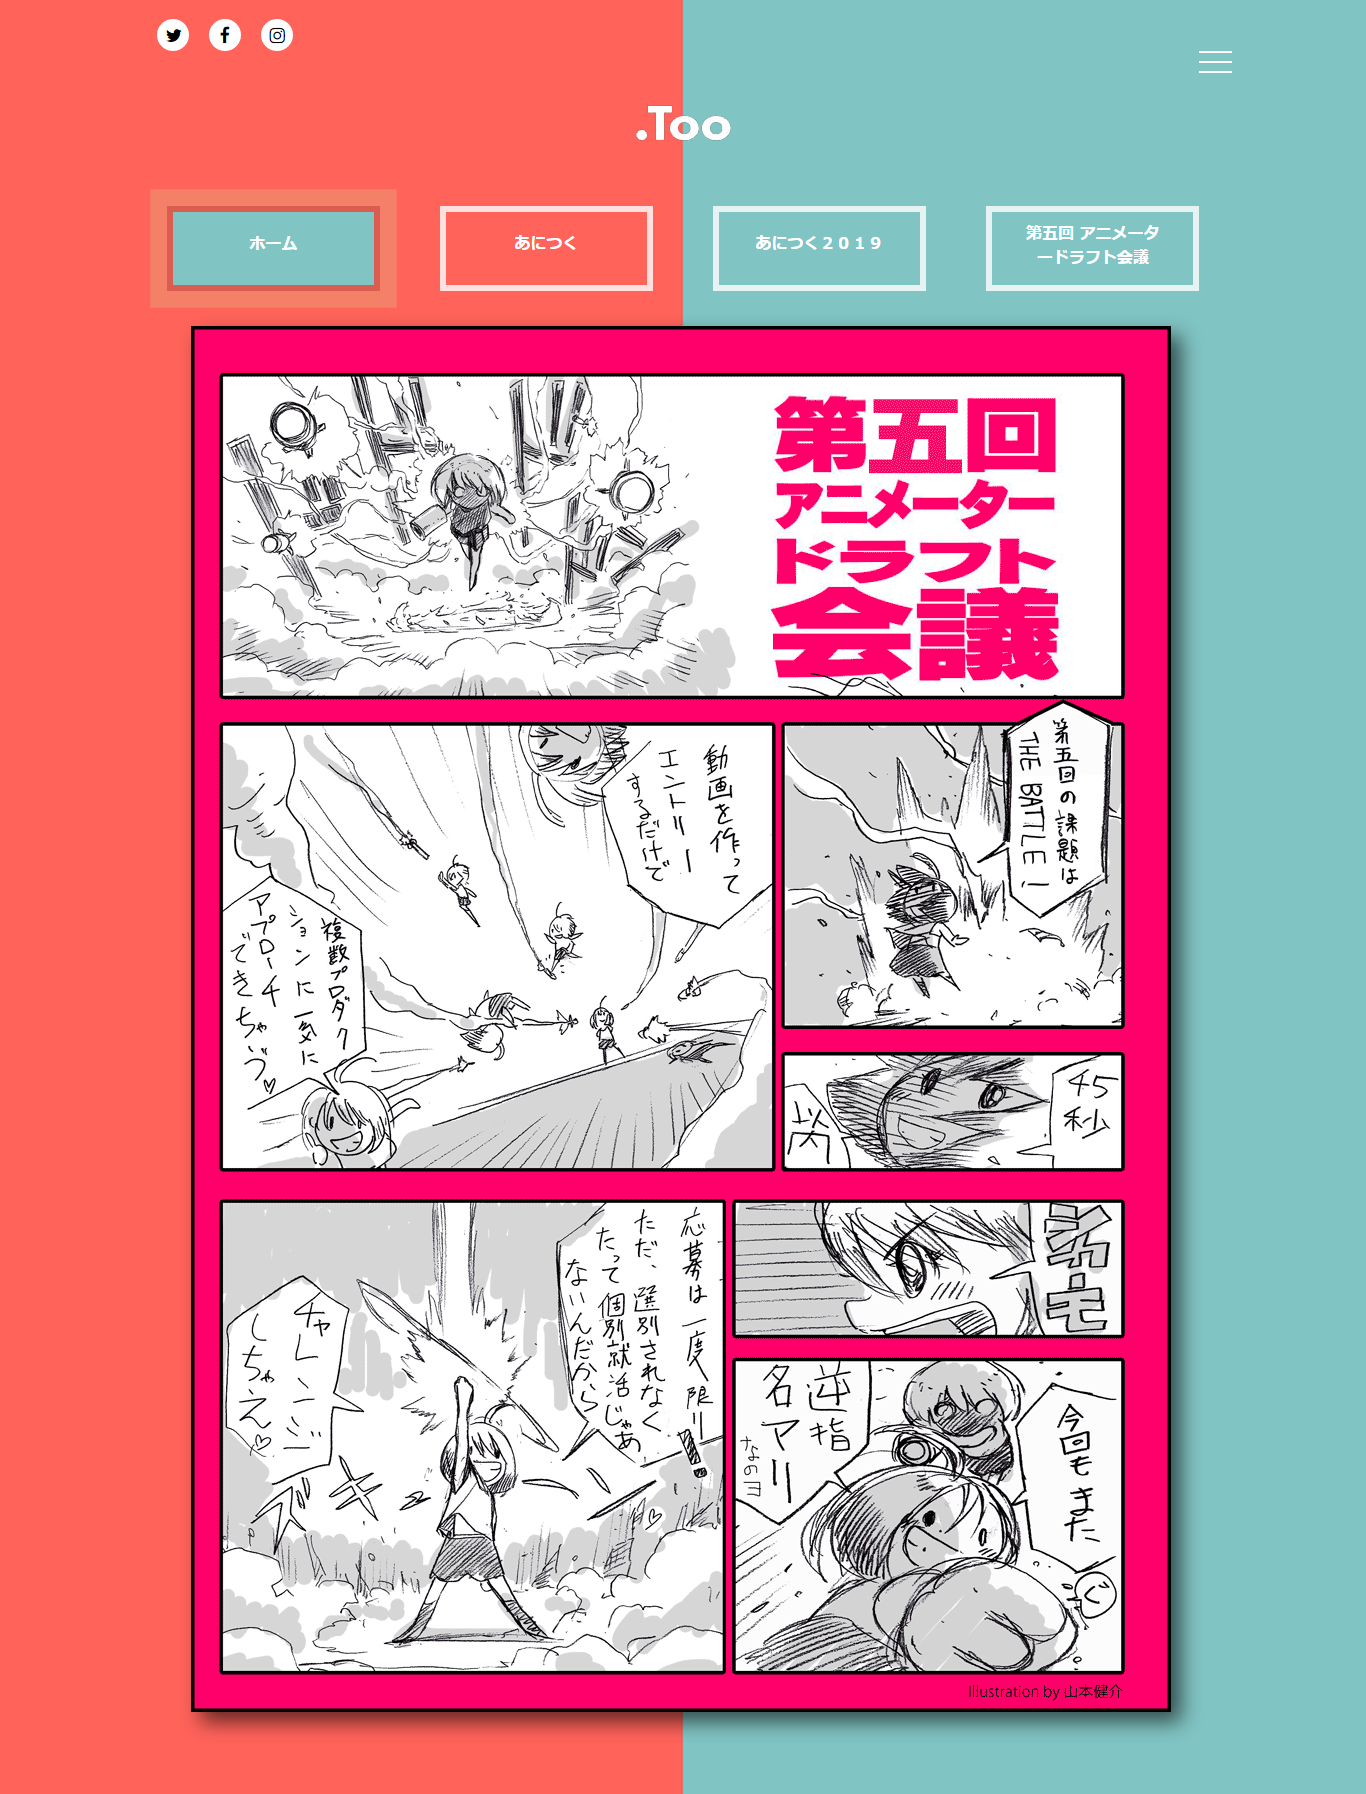 .Too
ホーム
あにつく
あにつく２０１９
第五回 アニメータ
ードラフト会議
第五回
アニメーター
ドラフト
会議
第五回の課題は
THE BATTLE!
動画を作って
エントリー
するだけで
複数プロダク
ションに一気に
アプローチ
できちゃう♡
45
秒
以内
シカ・モ
応募は一度限り!
ただ、選別されなく
たって個別就活じゃあ
ないんだから
チャレンジ
しちゃえ♡
今回もまた
逆指
名アリ
なのヨ
Illustration by 山本健介